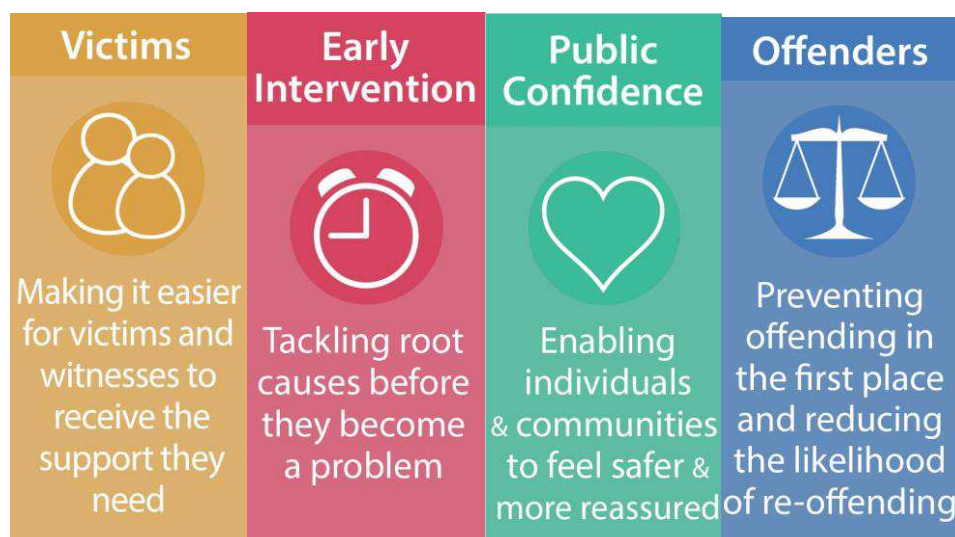 Victims
Making it easier
for victims and
witnesses to
receive the
support they
need
Early
Intervention
Tackling root
causes before
they become
a problem
Public
Confidence
Enabling
individuals
& communities
to feel safer &
more reassured
Offenders
Preventing
offending in
the first place
and reducing
the likelihood
of re-offending